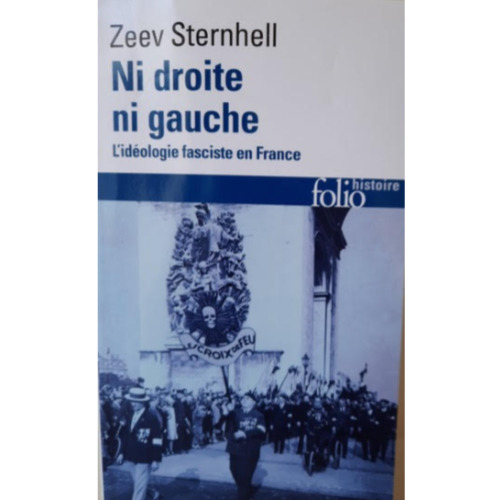 Zeev Sternhell
Ni droite
ni gauche
L'idéologie fasciste en France
folio histoire
CROIX DE FEU